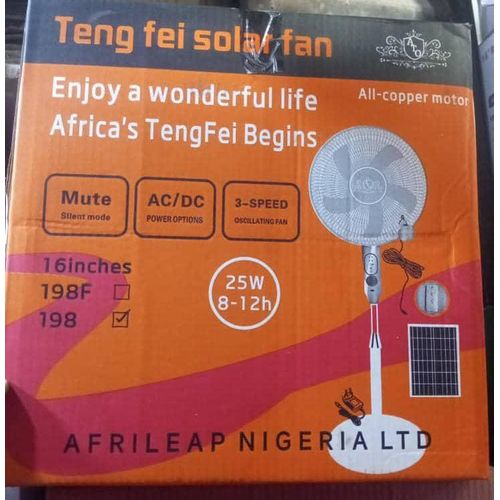 Teng fei solar fan
Enjoy a wonderful life
Africa's TengFei Begins
All-copper motor
Mute
Silent mode
AC/DC
POWER OPTIONS
3-SPEED
OSCILLATING FAN
16inches
198F
198
25W
8-12h
AFRILEAP NIGERIA LTD